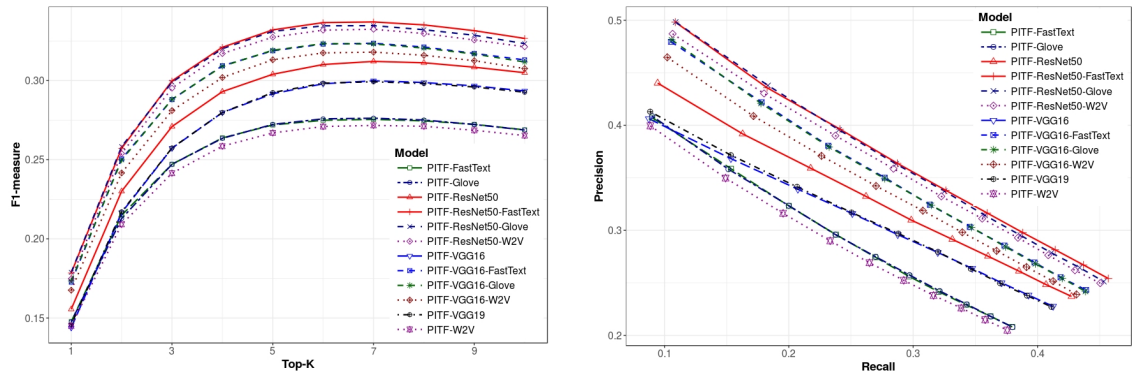 F1-measure
0.30
0.25
0.20
0.15
1
3
5
7
9
Top-K
Model
PITF-FastText
PITF-Glove
PITF-ResNet50
PITF-ResNet50-FastText
PITF-ResNet50-Glove
PITF-ResNet50-W2V
PITF-VGG16
PITF-VGG16-FastText
PITF-VGG16-Glove
PITF-VGG16-W2V
PITF-VGG19
PITF-W2V
Precision
0.5
0.4
0.3
0.2
0.1
0.2
0.3
0.4
Recall
Model
PITF-FastText
PITF-Glove
PITF-ResNet50
PITF-ResNet50-FastText
PITF-ResNet50-Glove
PITF-ResNet50-W2V
PITF-VGG16
PITF-VGG16-FastText
PITF-VGG16-Glove
PITF-VGG16-W2V
PITF-VGG19
PITF-W2V